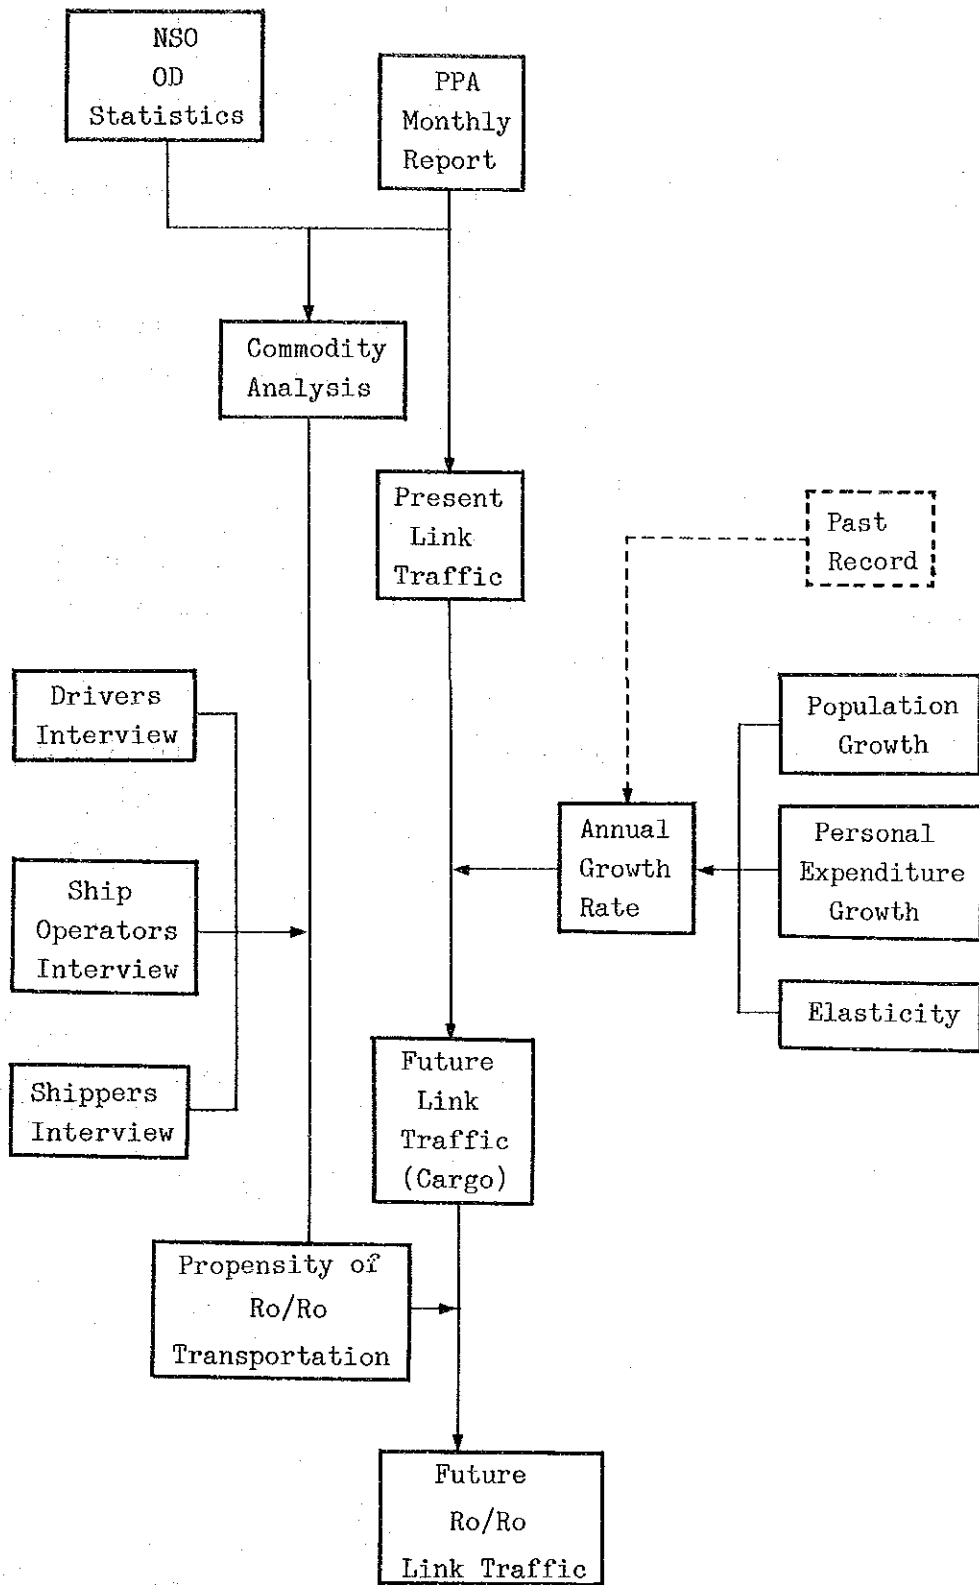 NSO
OD
Statistics
PPA
Monthly
Report
Commodity
Analysis
Present
Link
Traffic
Past
Record
Drivers
Interview
Population
Growth
Annual
Growth
Rate
Personal
Expenditure
Growth
Ship
Operators
Interview
Elasticity
Shippers
Interview
Future
Link
Traffic
(Cargo)
Propensity of
Ro/Ro
Transportation
Future
Ro/Ro
Link Traffic